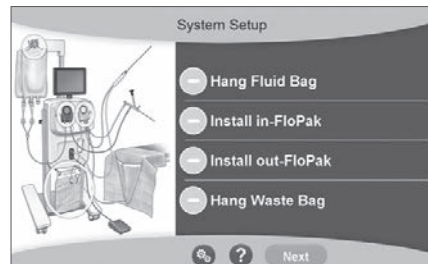 System Setup
Hang Fluid Bag
Install in-FloPak
Install out-FloPak
Hang Waste Bag
?
Next